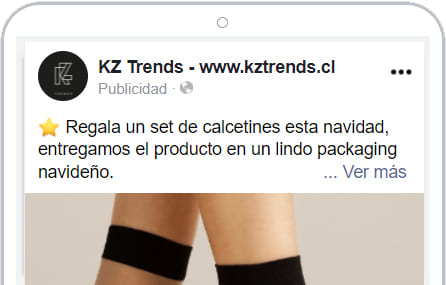 KZ Trends - www.kztrends.cl
Publicidad ·
⭐ Regala un set de calcetines esta navidad,
entregamos el producto en un lindo packaging
navideño. ... Ver más